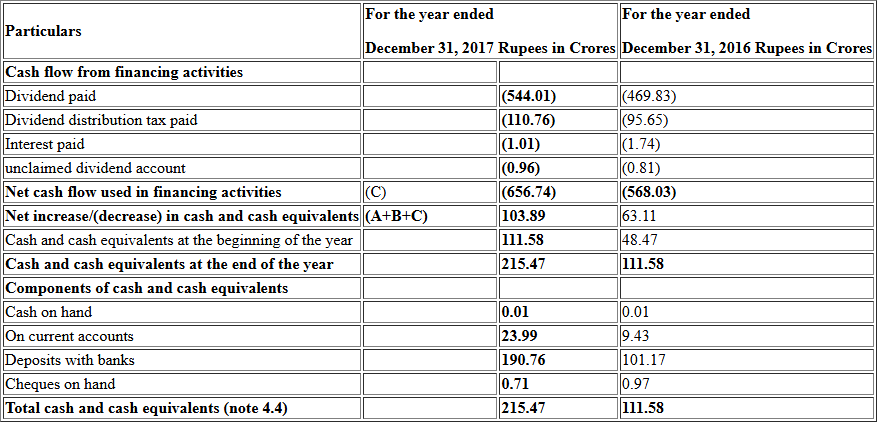 Particulars For the year ended For the year ended
December 31, 2017 Rupees in Crores December 31, 2016 Rupees in Crores
Cash flow from financing activities
Dividend paid (544.01) (469.83)
Dividend distribution tax paid (110.76) (95.65)
Interest paid (1.01) (1.74)
unclaimed dividend account (0.96) (0.81)
Net cash flow used in financing activities (C) (656.74) (568.03)
Net increase/(decrease) in cash and cash equivalents (A+B+C) 103.89 63.11
Cash and cash equivalents at the beginning of the year 111.58 48.47
Cash and cash equivalents at the end of the year 215.47 111.58
Components of cash and cash equivalents
Cash on hand 0.01 0.01
On current accounts 23.99 9.43
Deposits with banks 190.76 101.17
Cheques on hand 0.71 0.97
Total cash and cash equivalents (note 4.4) 215.47 111.58